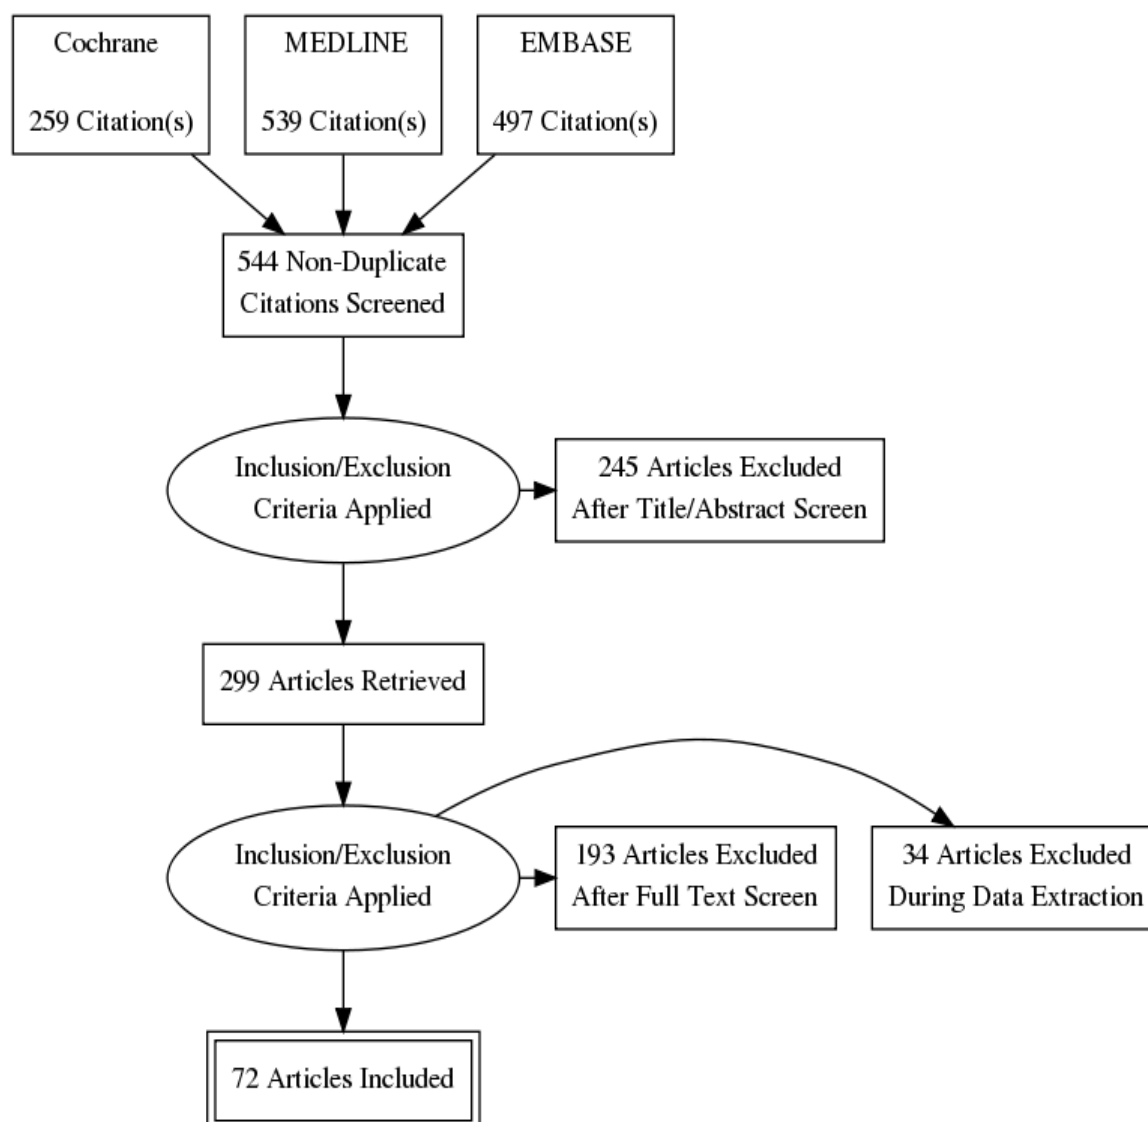 Cochrane
259 Citation(s)
MEDLINE
539 Citation(s)
EMBASE
497 Citation(s)
544 Non-Duplicate
Citations Screened
Inclusion/Exclusion
Criteria Applied
245 Articles Excluded
After Title/Abstract Screen
299 Articles Retrieved
Inclusion/Exclusion
Criteria Applied
193 Articles Excluded
After Full Text Screen
34 Articles Excluded
During Data Extraction
72 Articles Included